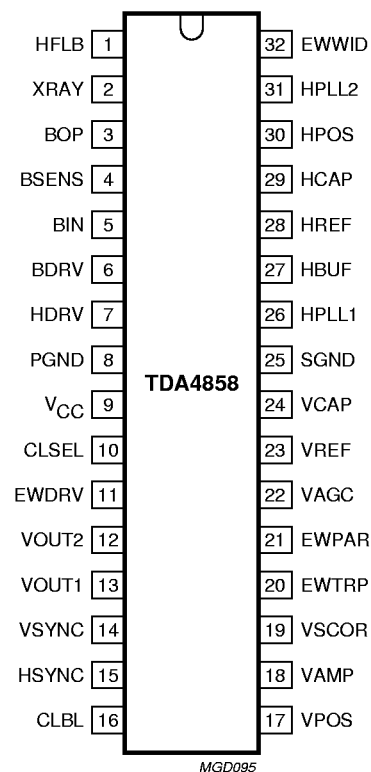 HFLB 1 32 EWWID
XRAY 2 31 HPLL2
BOP 3 30 HPOS
BSENS 4 29 HCAP
BIN 5 28 HREF
BDRV 6 27 HBUF
HDRV 7 26 HPLL1
PGND 8 25 SGND
TDA4858
VCC 9 24 VCAP
CLSEL 10 23 VREF
EWDRV 11 22 VAGC
VOUT2 12 21 EWPAR
VOUT1 13 20 EWTRP
VSYNC 14 19 VSCOR
HSYNC 15 18 VAMP
CLBL 16 17 VPOS
MGD095